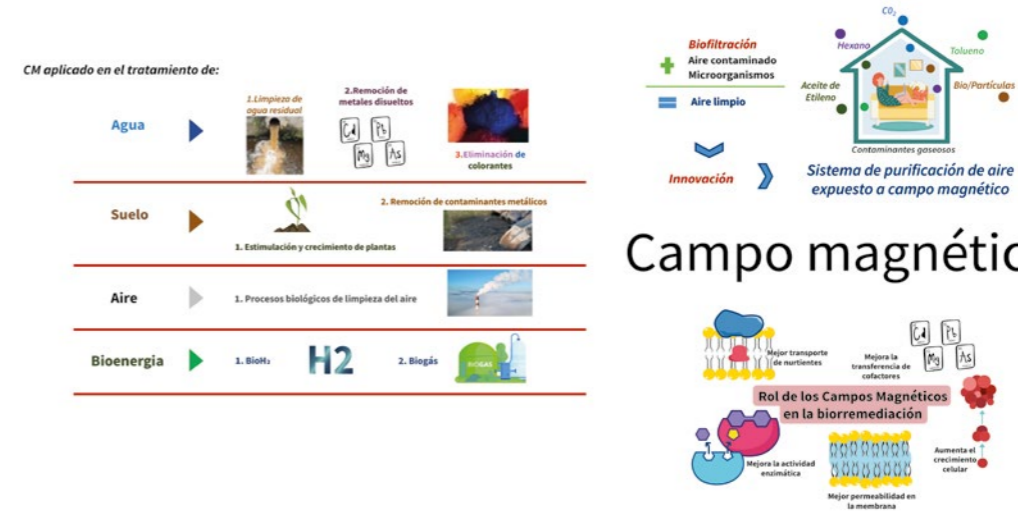 CM aplicado en el tratamiento de:
Agua
1.Limpieza de
agua residual
2.Remoción de
metales disueltos
Cd Pb
Mg As
3.Eliminación de
colorantes
Suelo
1. Estimulación y crecimiento de plantas
2. Remoción de contaminantes metálicos
Aire
1. Procesos biológicos de limpieza del aire
Bioenergia
1. BioH₂
H2
2. Biogás
BIOGAS
Biofiltración
Aire contaminado
Microorganismos
Aire limpio
Innovación
CO₂
Hexano
Tolueno
Aceite de
Etileno
Bio/Partículas
Contaminantes gaseosos
Sistema de purificación de aire
expuesto a campo magnético
Campo magnétic
Mejor transporte
de nurtientes
Mejora la
transferencia de
cofactores
Cd Pb
Mg As
Rol de los Campos Magnéticos
en la biorremediación
Mejora la actividad
enzimática
Mejor permeabilidad en
la membrana
Aumenta el
crecimiento
celular